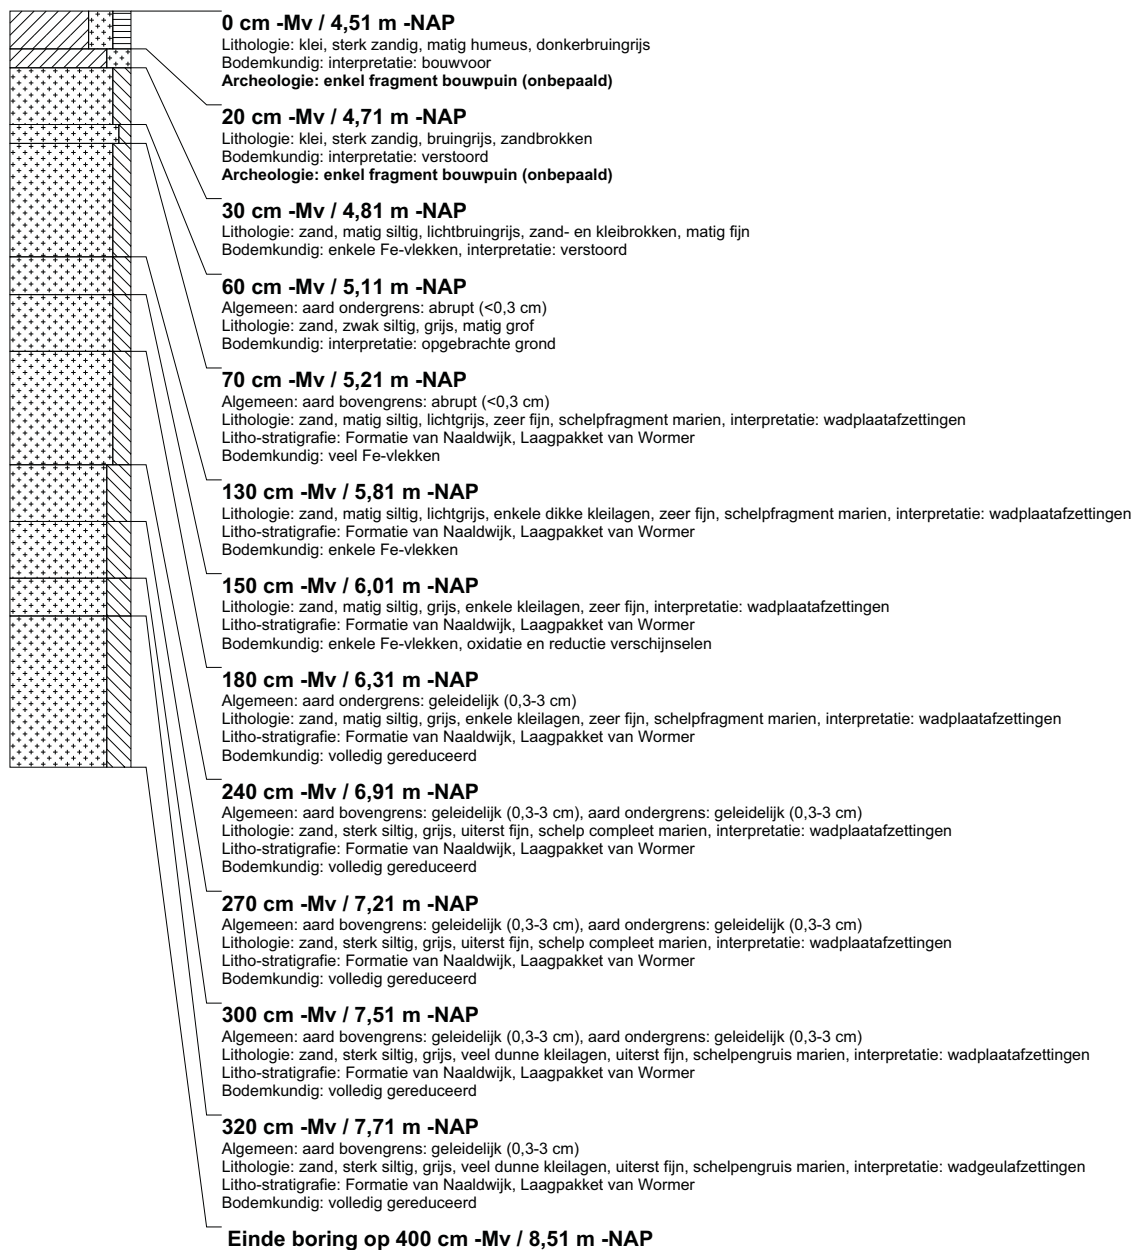 0 cm -Mv / 4,51 m -NAP
Lithologie: klei, sterk zandig, matig humeus, donkerbruingrijs
Bodemkundig: interpretatie: bouwvoor
Archeologie: enkel fragment bouwpuin (onbepaald)
20 cm -Mv / 4,71 m -NAP
Lithologie: klei, sterk zandig, bruingrijs, zandbrokken
Bodemkundig: interpretatie: verstoord
Archeologie: enkel fragment bouwpuin (onbepaald)
30 cm -Mv / 4,81 m -NAP
Lithologie: zand, matig siltig, lichtbruingrijs, zand- en kleibrokken, matig fijn
Bodemkundig: enkele Fe-vlekken, interpretatie: verstoord
60 cm -Mv / 5,11 m -NAP
Algemeen: aard ondergrens: abrupt (<0,3 cm)
Lithologie: zand, zwak siltig, grijs, matig grof
Bodemkundig: interpretatie: opgebrachte grond
70 cm -Mv / 5,21 m -NAP
Algemeen: aard bovengrens: abrupt (<0,3 cm)
Lithologie: zand, matig siltig, lichtgrijs, zeer fijn, schelpfragment marien, interpretatie: wadplaatafzettingen
Litho-stratigrafie: Formatie van Naaldwijk, Laagpakket van Wormer
Bodemkundig: veel Fe-vlekken
130 cm -Mv / 5,81 m -NAP
Lithologie: zand, matig siltig, lichtgrijs, enkele dikke kleilagen, zeer fijn, schelpfragment marien, interpretatie: wadplaatafzettingen
Litho-stratigrafie: Formatie van Naaldwijk, Laagpakket van Wormer
Bodemkundig: enkele Fe-vlekken
150 cm -Mv / 6,01 m -NAP
Lithologie: zand, matig siltig, grijs, enkele kleilagen, zeer fijn, interpretatie: wadplaatafzettingen
Litho-stratigrafie: Formatie van Naaldwijk, Laagpakket van Wormer
Bodemkundig: enkele Fe-vlekken, oxidatie en reductie verschijnselen
180 cm -Mv / 6,31 m -NAP
Algemeen: aard ondergrens: geleidelijk (0,3-3 cm)
Lithologie: zand, matig siltig, grijs, enkele kleilagen, zeer fijn, schelpfragment marien, interpretatie: wadplaatafzettingen
Litho-stratigrafie: Formatie van Naaldwijk, Laagpakket van Wormer
Bodemkundig: volledig gereduceerd
240 cm -Mv / 6,91 m -NAP
Algemeen: aard bovengrens: geleidelijk (0,3-3 cm), aard ondergrens: geleidelijk (0,3-3 cm)
Lithologie: zand, sterk siltig, grijs, uiterst fijn, schelp compleet marien, interpretatie: wadplaatafzettingen
Litho-stratigrafie: Formatie van Naaldwijk, Laagpakket van Wormer
Bodemkundig: volledig gereduceerd
270 cm -Mv / 7,21 m -NAP
Algemeen: aard bovengrens: geleidelijk (0,3-3 cm), aard ondergrens: geleidelijk (0,3-3 cm)
Lithologie: zand, sterk siltig, grijs, uiterst fijn, schelp compleet marien, interpretatie: wadplaatafzettingen
Litho-stratigrafie: Formatie van Naaldwijk, Laagpakket van Wormer
Bodemkundig: volledig gereduceerd
300 cm -Mv / 7,51 m -NAP
Algemeen: aard bovengrens: geleidelijk (0,3-3 cm), aard ondergrens: geleidelijk (0,3-3 cm)
Lithologie: zand, sterk siltig, grijs, veel dunne kleilagen, uiterst fijn, schelpengruis marien, interpretatie: wadplaatafzettingen
Litho-stratigrafie: Formatie van Naaldwijk, Laagpakket van Wormer
Bodemkundig: volledig gereduceerd
320 cm -Mv / 7,71 m -NAP
Algemeen: aard bovengrens: geleidelijk (0,3-3 cm)
Lithologie: zand, sterk siltig, grijs, veel dunne kleilagen, uiterst fijn, schelpengruis marien, interpretatie: wadgeulafzettingen
Litho-stratigrafie: Formatie van Naaldwijk, Laagpakket van Wormer
Bodemkundig: volledig gereduceerd
Einde boring op 400 cm -Mv / 8,51 m -NAP